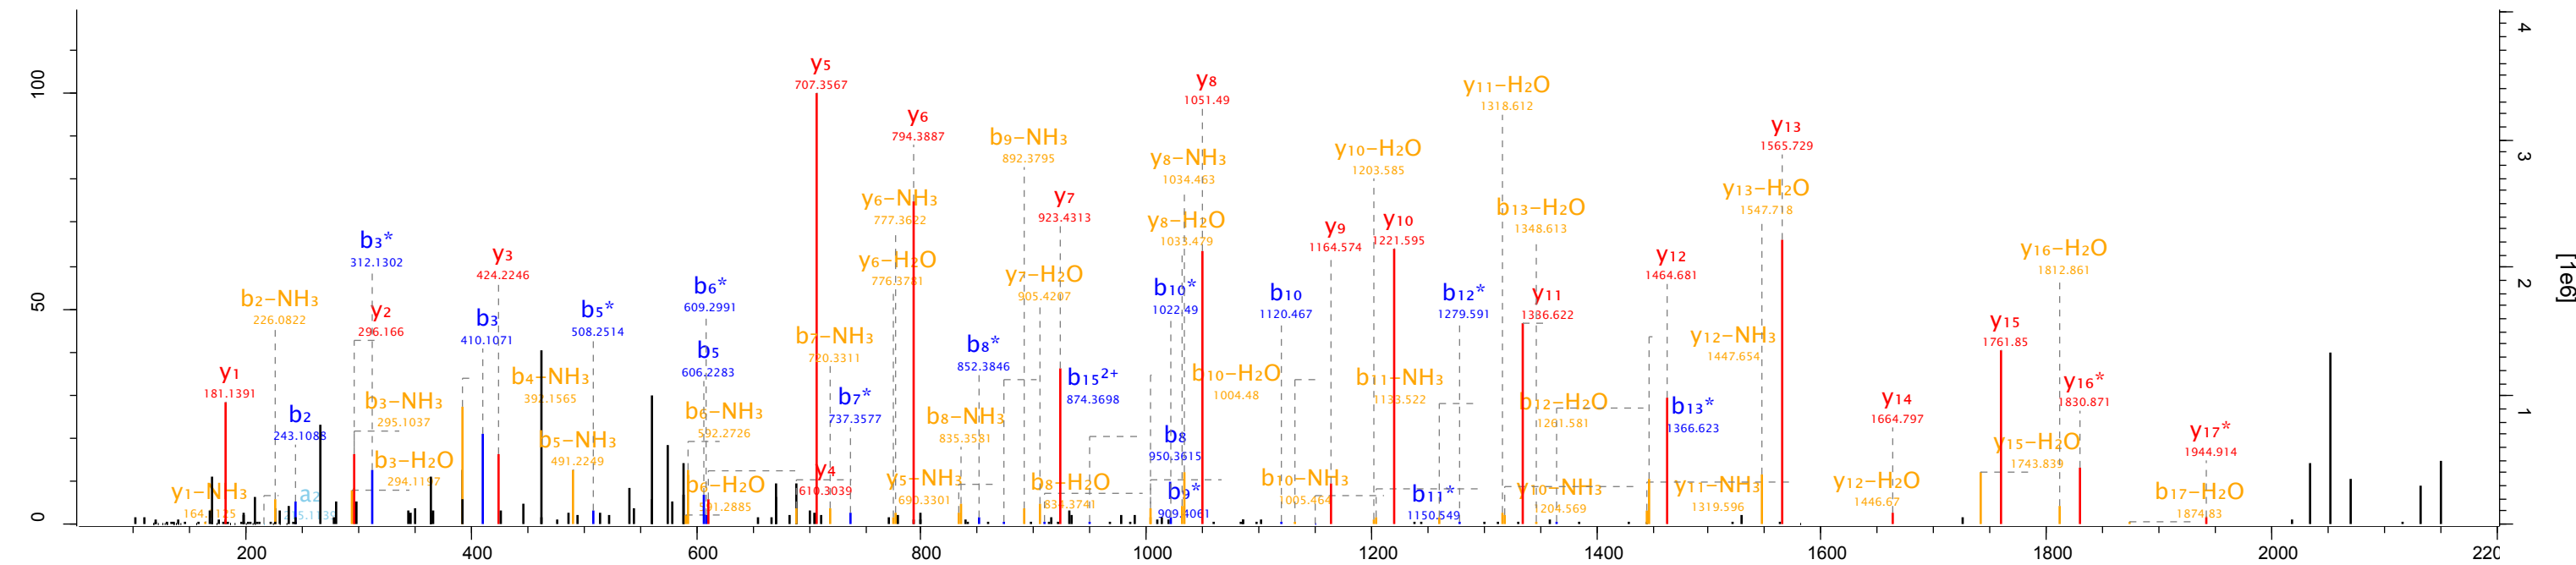 y5
707.3567
y8
1051.49
y11-H2O
1318.612
y6
794.3887
y13
1565.729
b9-NH3
892.3795
y10-H2O
1203.585
y8-NH3
1034.463
y6-NH3
777.3622
y7
923.4313
y13-H2O
1547.718
b13-H2O
1348.613
y8-H2O
1033.479
y9
1164.574
y10
1221.595
b3*
312.1302
y3
424.2246
y12
1464.681
y16-H2O
1812.861
y6-H2O
776.3781
y7-H2O
905.4207
b2-NH3
226.0822
y2
296.166
b6*
609.2991
b10*
1022.49
b10
1120.467
b12*
1279.591
y11
1336.622
b3
410.1071
b5*
508.2514
y15
1761.85
b7-NH3
720.3311
b8*
852.3846
y12-NH3
1447.654
b5
606.2283
y1
181.1391
b4-NH3
392.1565
b15 2+
874.3698
b10-H2O
1004.48
b11-NH3
1133.522
y16*
1830.871
b3-NH3
295.1037
b7*
737.3577
b2
243.1088
b6-NH3
592.2726
b8-NH3
835.3581
b12-H2O
1261.581
b13*
1366.623
y14
1664.797
b8
950.3615
b5-NH3
491.2249
y17*
1944.914
y15-H2O
1743.839
b3-H2O
294.1197
y4
610.3039
y1-NH3
a2
b6-H2O
591.2885
y5-NH3
690.3301
b8-H2O
834.3741
b9*
909.4061
b10-NH3
1005.464
b11*
1150.549
y10-NH3
1204.569
y11-NH3
1319.596
y12-H2O
1446.67
b17-H2O
1874.83
0
50
100
1
2
3
4
[1e6]
200
400
600
800
1000
1200
1400
1600
1800
2000